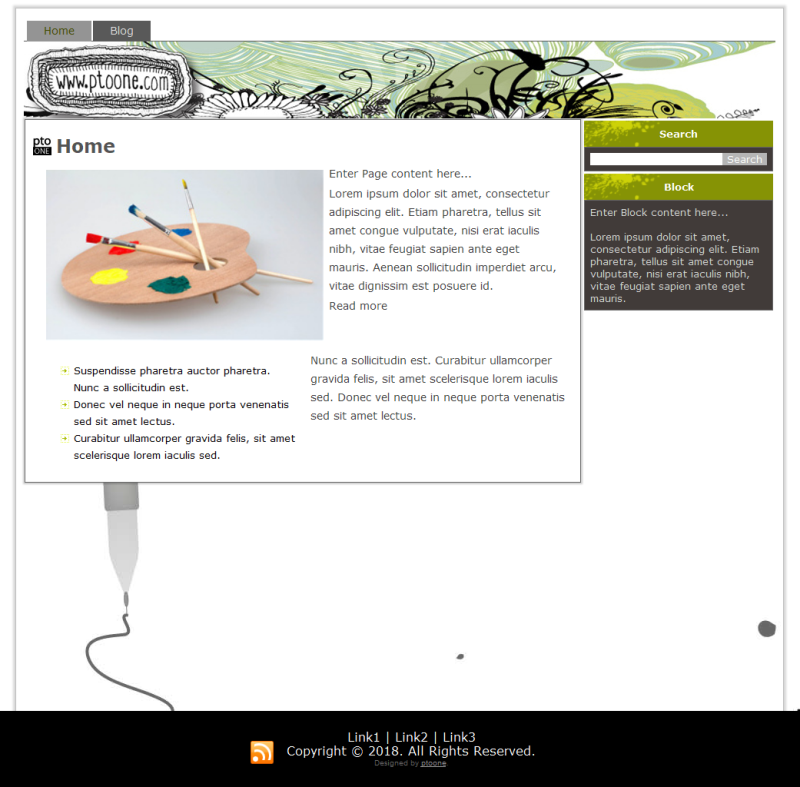 Home
Blog
www.ptoone.com
pto
ONE
Home
Enter Page content here...
Lorem ipsum dolor sit amet, consectetur
adipiscing elit. Etiam pharetra, tellus sit
amet congue vulputate, nisi erat iaculis
nibh, vitae feugiat sapien ante eget
mauris. Aenean sollicitudin imperdiet arcu,
vitae dignissim est posuere id.
Read more
Suspendisse pharetra auctor pharetra.
Nunc a sollicitudin est.
Donec vel neque in neque porta venenatis
sed sit amet lectus.
Curabitur ullamcorper gravida felis, sit amet
scelerisque lorem iaculis sed.
Nunc a sollicitudin est. Curabitur ullamcorper
gravida felis, sit amet scelerisque lorem iaculis
sed. Donec vel neque in neque porta venenatis
sed sit amet lectus.
Search
Search
Block
Enter Block content here...
Lorem ipsum dolor sit amet,
consectetur adipiscing elit. Etiam
pharetra, tellus sit amet congue
vulputate, nisi erat iaculis nibh,
vitae feugiat sapien ante eget
mauris.
Link1 | Link2 | Link3
Copyright © 2018. All Rights Reserved.
Designed by ptoone